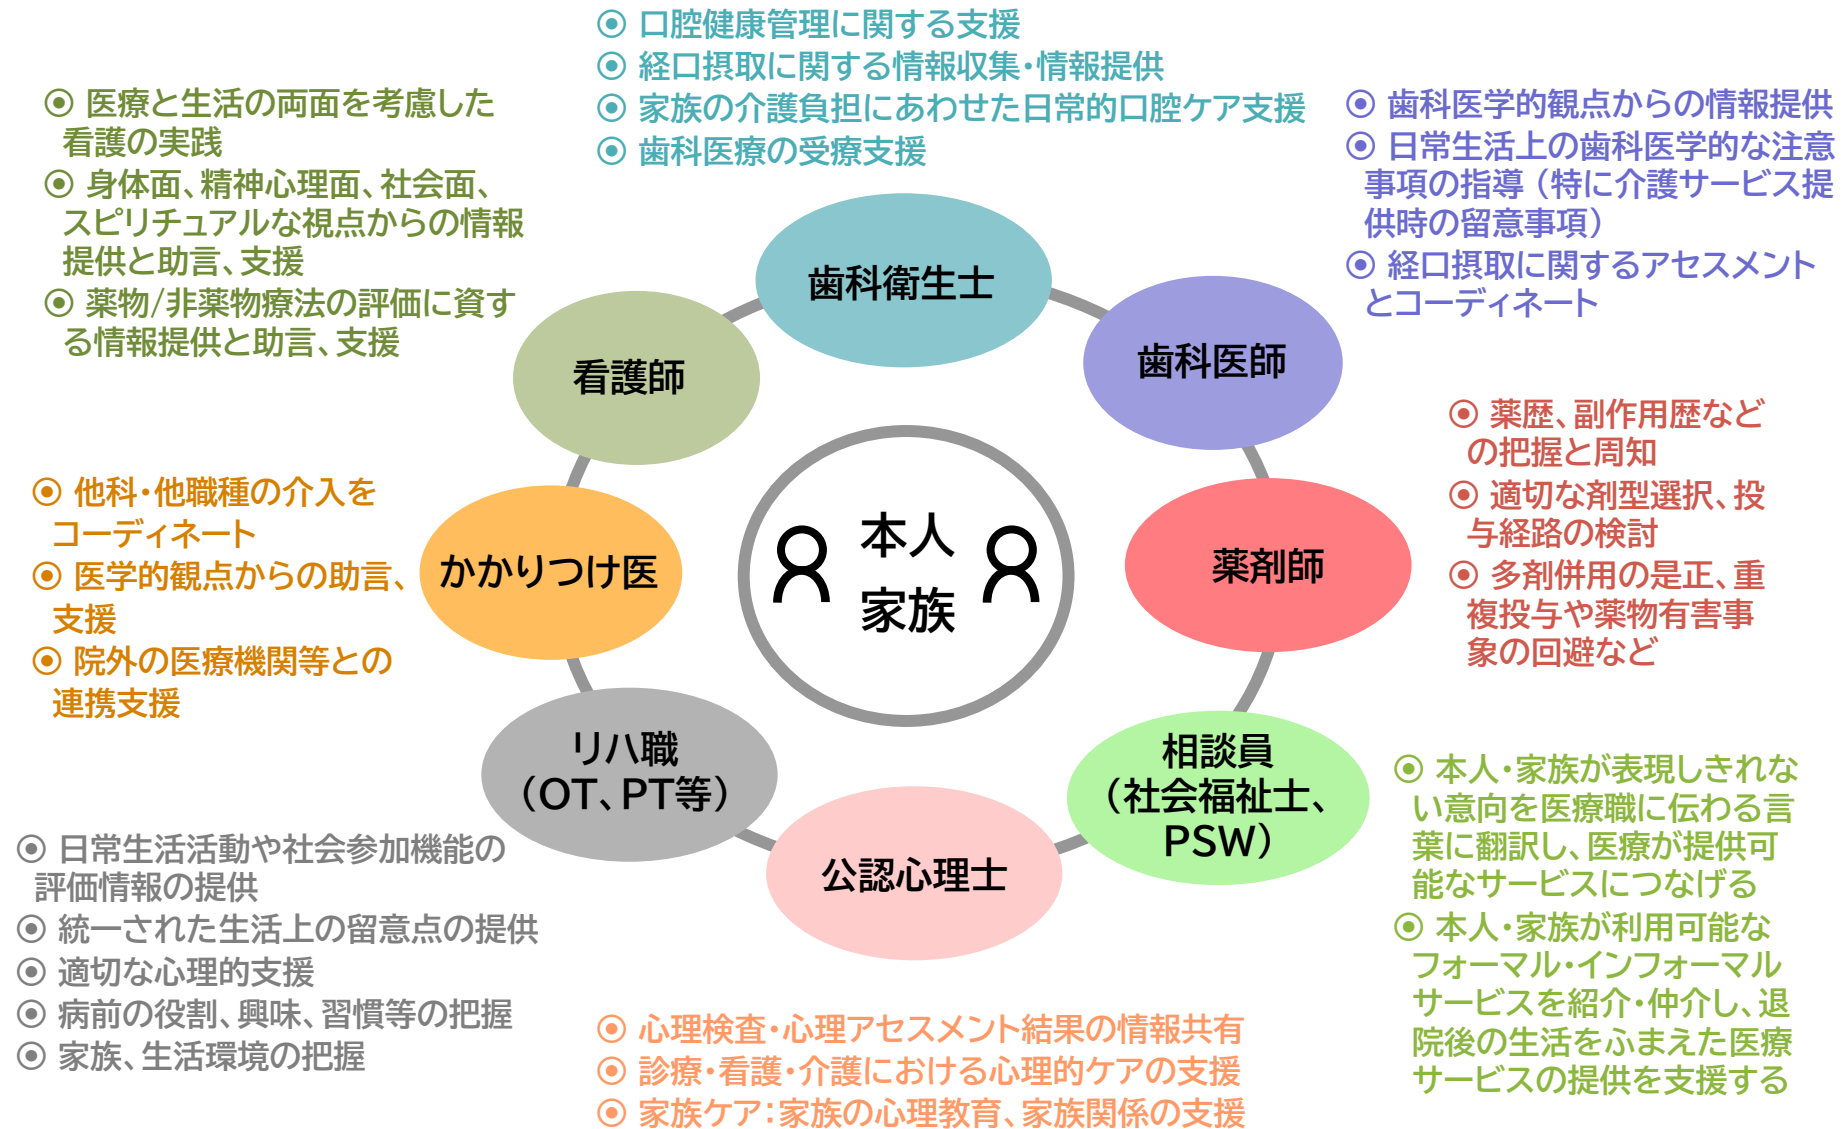 ◉ 口腔健康管理に関する支援
◉ 経口摂取に関する情報収集・情報提供
◉ 家族の介護負担にあわせた日常的口腔ケア支援
◉ 歯科医療の受療支援
◉ 医療と生活の両面を考慮した
看護の実践
◉ 身体面、精神心理面、社会面、
スピリチュアルな視点からの情報
提供と助言、支援
◉ 薬物/非薬物療法の評価に資す
る情報提供と助言、支援
◉ 歯科医学的観点からの情報提供
◉ 日常生活上の歯科医学的な注意
事項の指導（特に介護サービス提
供時の留意事項）
◉ 経口摂取に関するアセスメント
とコーディネート
歯科衛生士
看護師
歯科医師
◉ 他科・他職種の介入を
コーディネート
◉ 医学的観点からの助言、
支援
◉ 院外の医療機関等との
連携支援
かかりつけ医
本人
家族
薬剤師
◉ 薬歴、副作用歴など
の把握と周知
◉ 適切な剤型選択、投
与経路の検討
◉ 多剤併用の是正、重
複投与や薬物有害事
象の回避など
リハ職
（OT、PT等）
公認心理士
相談員
（社会福祉士、
PSW）
◉ 日常生活活動や社会参加機能の
評価情報の提供
◉ 統一された生活上の留意点の提供
◉ 適切な心理的支援
◉ 病前の役割、興味、習慣等の把握
◉ 家族、生活環境の把握
◉ 心理検査・心理アセスメント結果の情報共有
◉ 診療・看護・介護における心理的ケアの支援
◉ 家族ケア：家族の心理教育、家族関係の支援
◉ 本人・家族が表現しきれな
い意向を医療職に伝わる言
葉に翻訳し、医療が提供可
能なサービスにつなげる
◉ 本人・家族が利用可能な
フォーマル・インフォーマル
サービスを紹介・仲介し、退
院後の生活をふまえた医療
サービスの提供を支援する